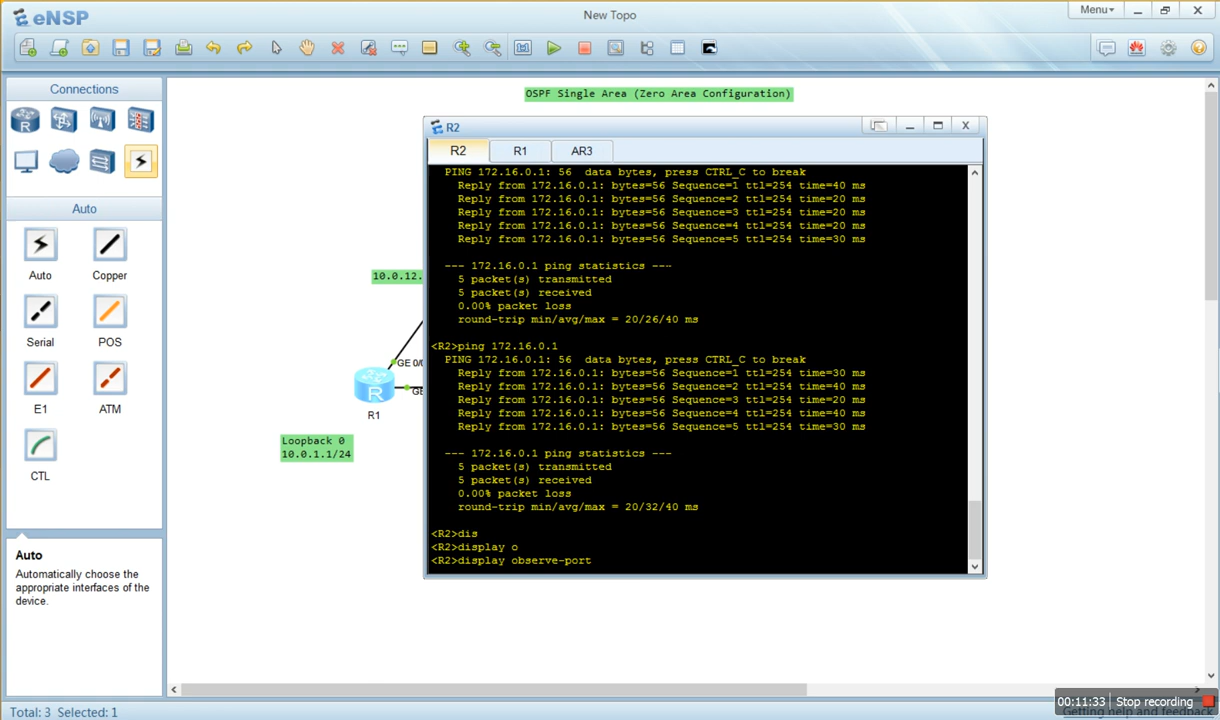 eNSP
New Topo
Menu
Connections
Auto
Auto
Copper
Serial
POS
E1
ATM
CTL
Auto
Automatically choose the
appropriate interfaces of the
device.
OSPF Single Area (Zero Area Configuration)
10.0.12.
GE 0/0
GE
R1
Loopback 0
10.0.1.1/24
R2
R2
R1
AR3
PING 172.16.0.1: 56  data bytes, press CTRL_C to break
Reply from 172.16.0.1: bytes=56 Sequence=1 ttl=254 time=40 ms
Reply from 172.16.0.1: bytes=56 Sequence=2 ttl=254 time=20 ms
Reply from 172.16.0.1: bytes=56 Sequence=3 ttl=254 time=20 ms
Reply from 172.16.0.1: bytes=56 Sequence=4 ttl=254 time=20 ms
Reply from 172.16.0.1: bytes=56 Sequence=5 ttl=254 time=30 ms
--- 172.16.0.1 ping statistics ---
5 packet(s) transmitted
5 packet(s) received
0.00% packet loss
round-trip min/avg/max = 20/26/40 ms
<R2>ping 172.16.0.1
PING 172.16.0.1: 56  data bytes, press CTRL_C to break
Reply from 172.16.0.1: bytes=56 Sequence=1 ttl=254 time=30 ms
Reply from 172.16.0.1: bytes=56 Sequence=2 ttl=254 time=40 ms
Reply from 172.16.0.1: bytes=56 Sequence=3 ttl=254 time=20 ms
Reply from 172.16.0.1: bytes=56 Sequence=4 ttl=254 time=40 ms
Reply from 172.16.0.1: bytes=56 Sequence=5 ttl=254 time=30 ms
--- 172.16.0.1 ping statistics ---
5 packet(s) transmitted
5 packet(s) received
0.00% packet loss
round-trip min/avg/max = 20/32/40 ms
<R2>dis
<R2>display o
<R2>display observe-port
00:11:33 Stop recording
Total: 3 Selected: 1
Getting help and feedback